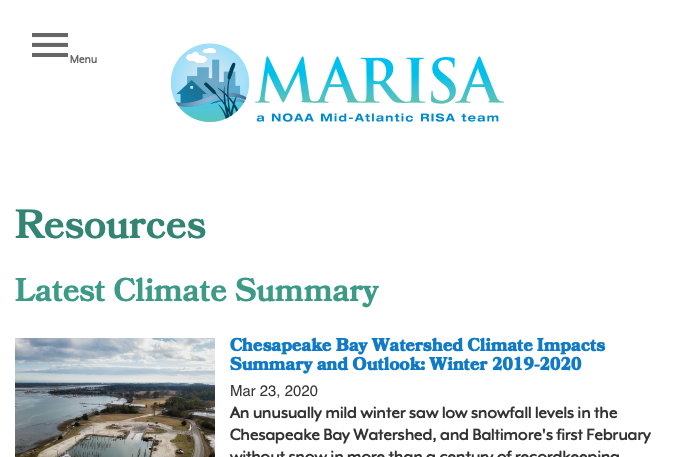 Menu
MARISA
a NOAA Mid-Atlantic RISA team
Resources
Latest Climate Summary
Chesapeake Bay Watershed Climate Impacts
Summary and Outlook: Winter 2019-2020
Mar 23, 2020
An unusually mild winter saw low snowfall levels in the
Chesapeake Bay Watershed, and Baltimore's first February
without snow in more than a century of recordkeeping